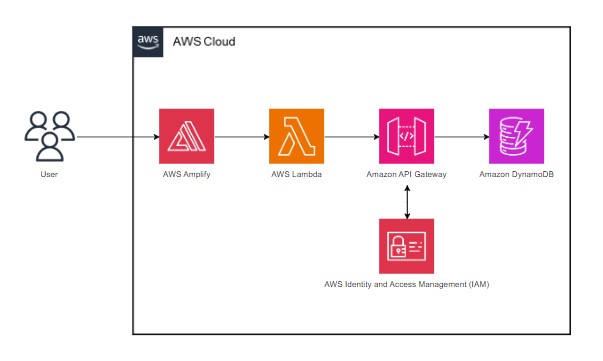 aws
AWS Cloud
User
AWS Amplify
AWS Lambda
Amazon API Gateway
Amazon DynamoDB
AWS Identity and Access Management (IAM)